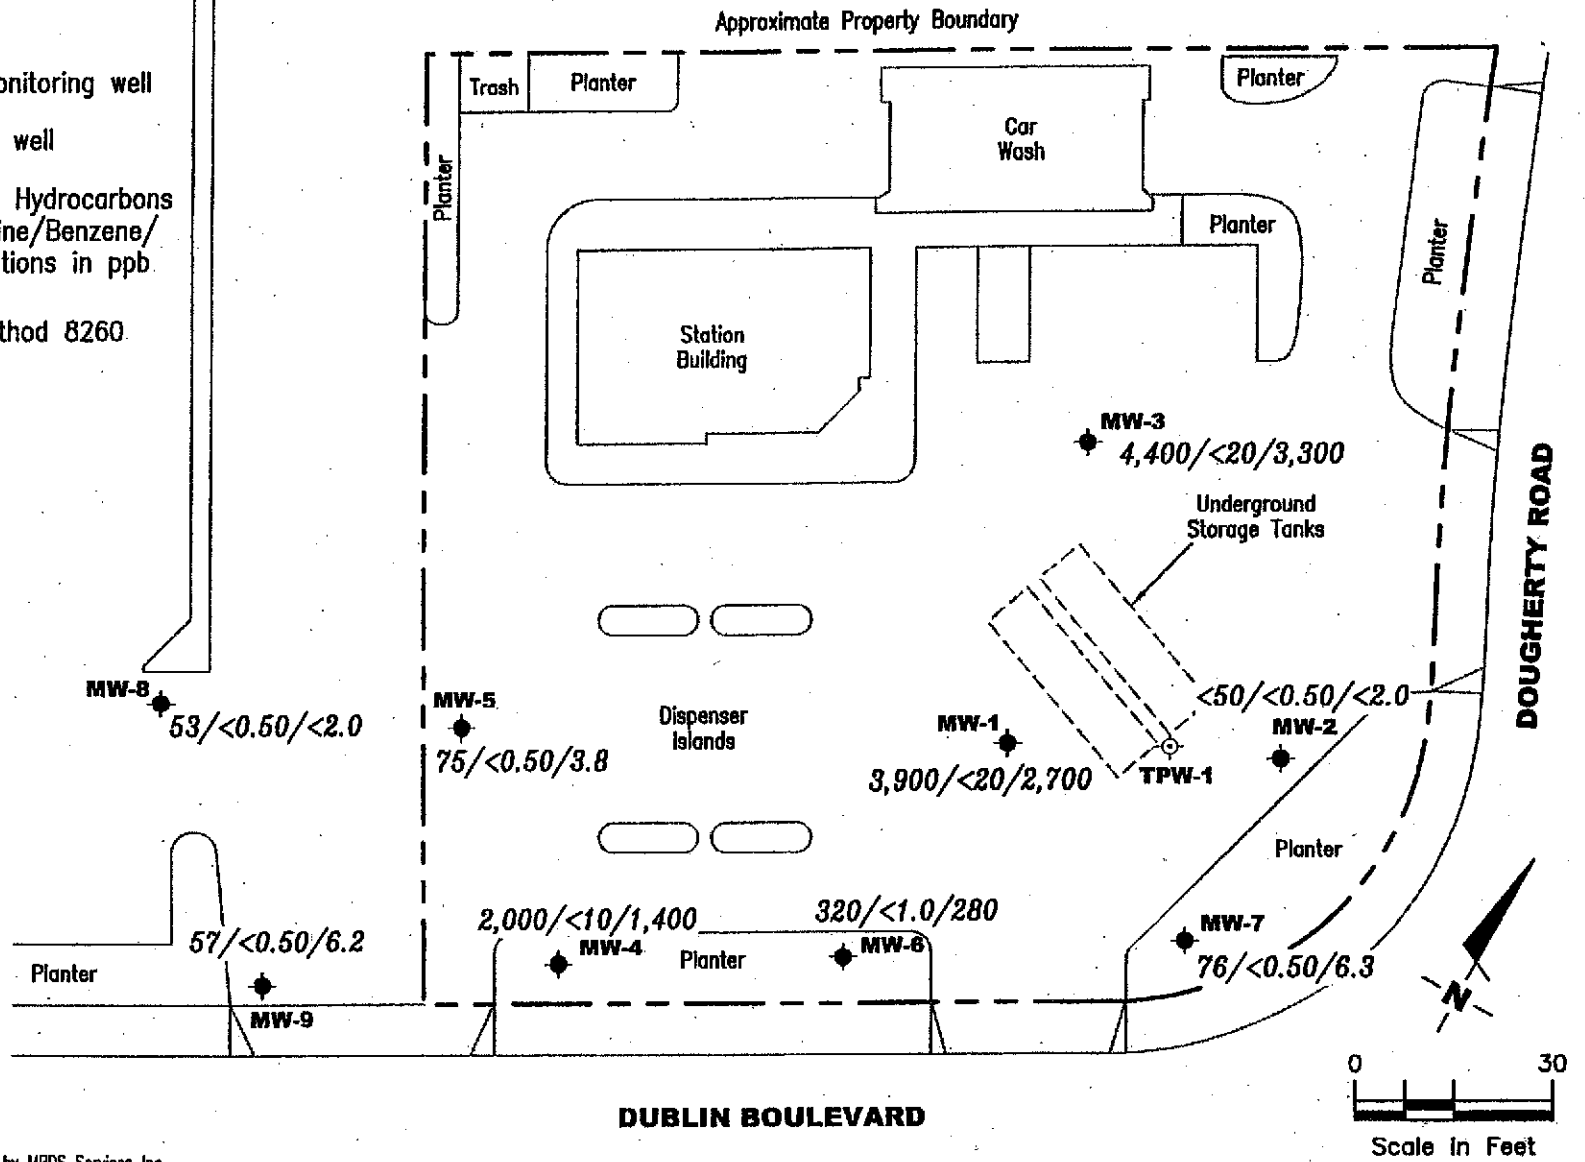 Approximate Property Boundary
onitoring well
well
Hydrocarbons
ine/Benzene/
tions in ppb
thod 8260
Trash
Planter
Planter
Car
Wash
Planter
Planter
Planter
Station
Building
MW-3
4,400/<20/3,300
Underground
Storage Tanks
DOUGHERTY ROAD
MW-8
53/<0.50/<2.0
MW-5
75/<0.50/3.8
Dispenser
Islands
MW-1
3,900/<20/2,700
<50/<0.50/<2.0
MW-2
TPW-1
Planter
57/<0.50/6.2
2,000/<10/1,400
320/<1.0/280
MW-4
Planter
MW-6
MW-7
76/<0.50/6.3
Planter
MW-9
N
0 30
Scale in Feet
DUBLIN BOULEVARD
by MPDS Services, Inc.